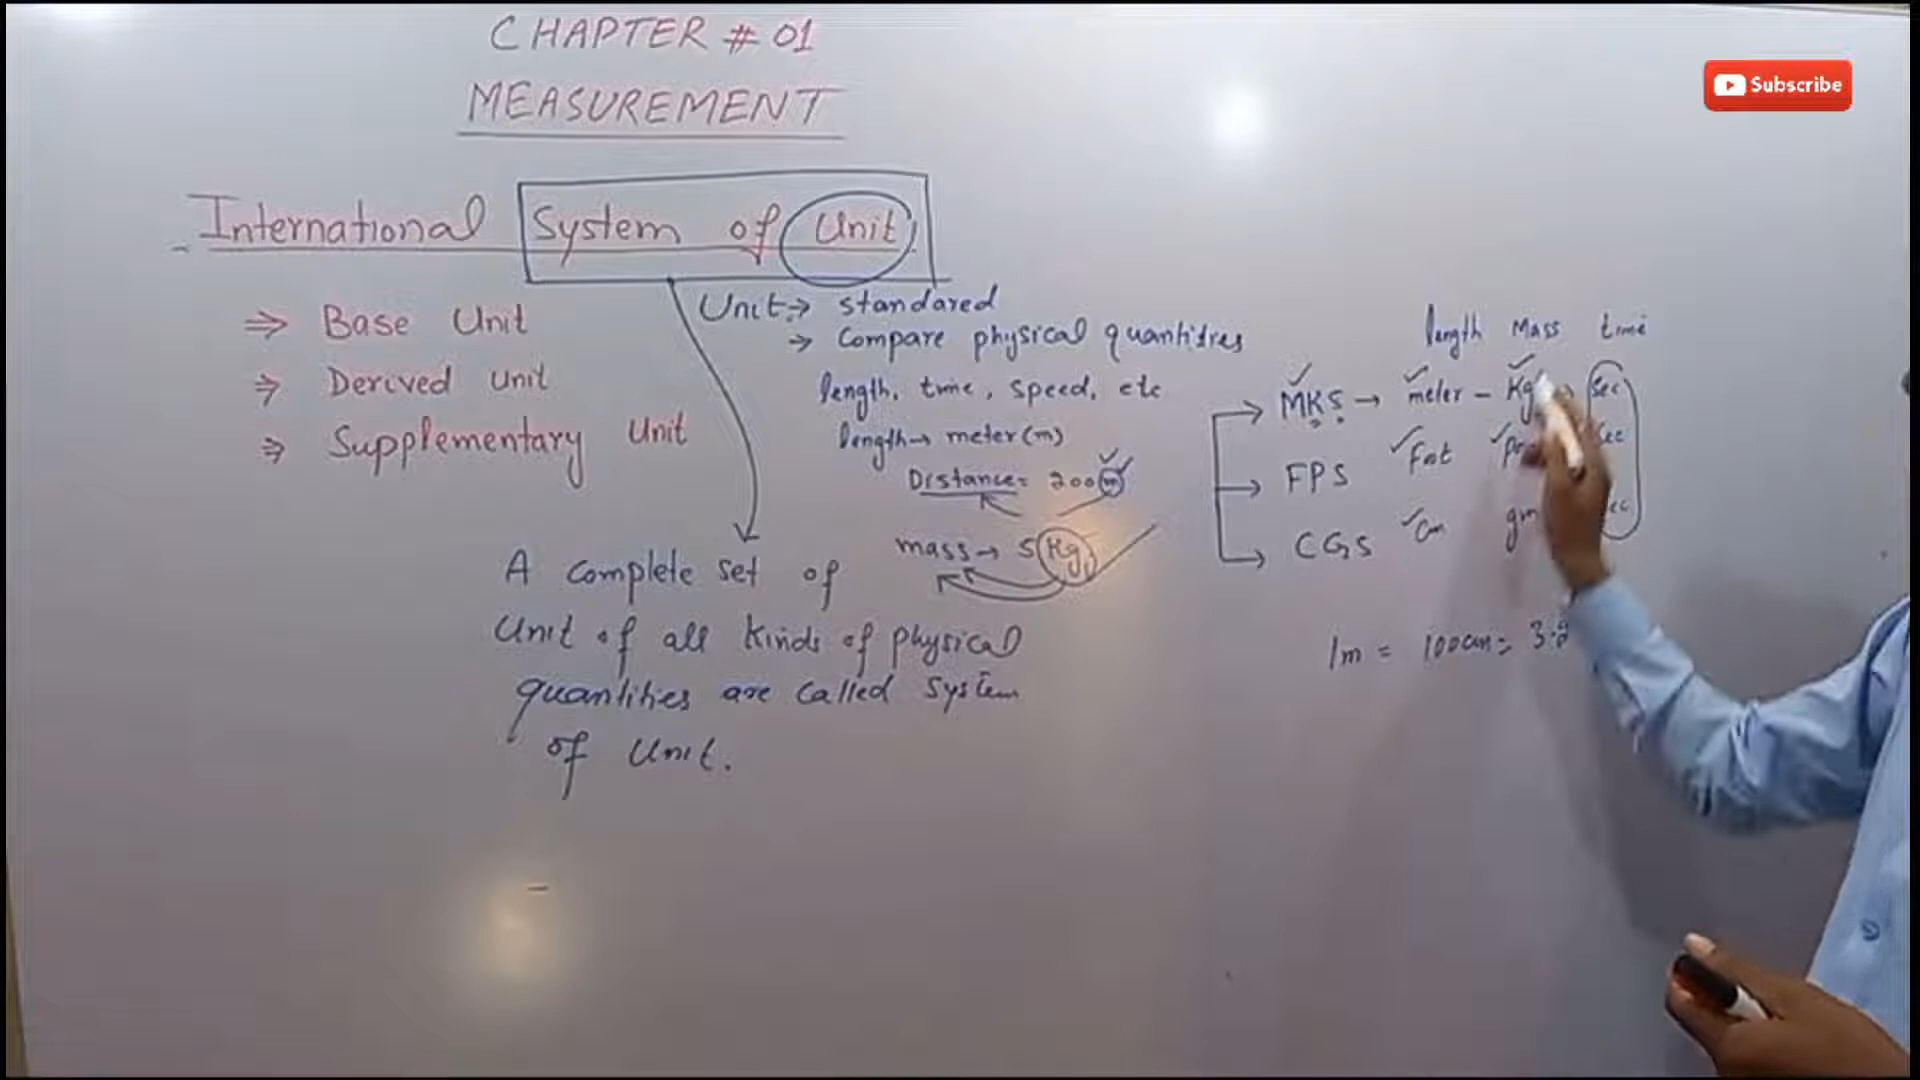 CHAPTER # 01
MEASUREMENT
Subscribe
International System of Unit
⇒ Base Unit
⇒ Derived Unit
⇒ Supplementary Unit
Unit → standared
→ Compare physical quantities
length, time, speed, etc
length → meter (m)
Distance = 200 m
mass → 5 Kg
A complete set of
Unit of all kinds of physical
quantities are called system
of Unit.
length Mass time
MKS → meter - Kg sec
FPS sec
CGS Cm gm
1m = 100cm =